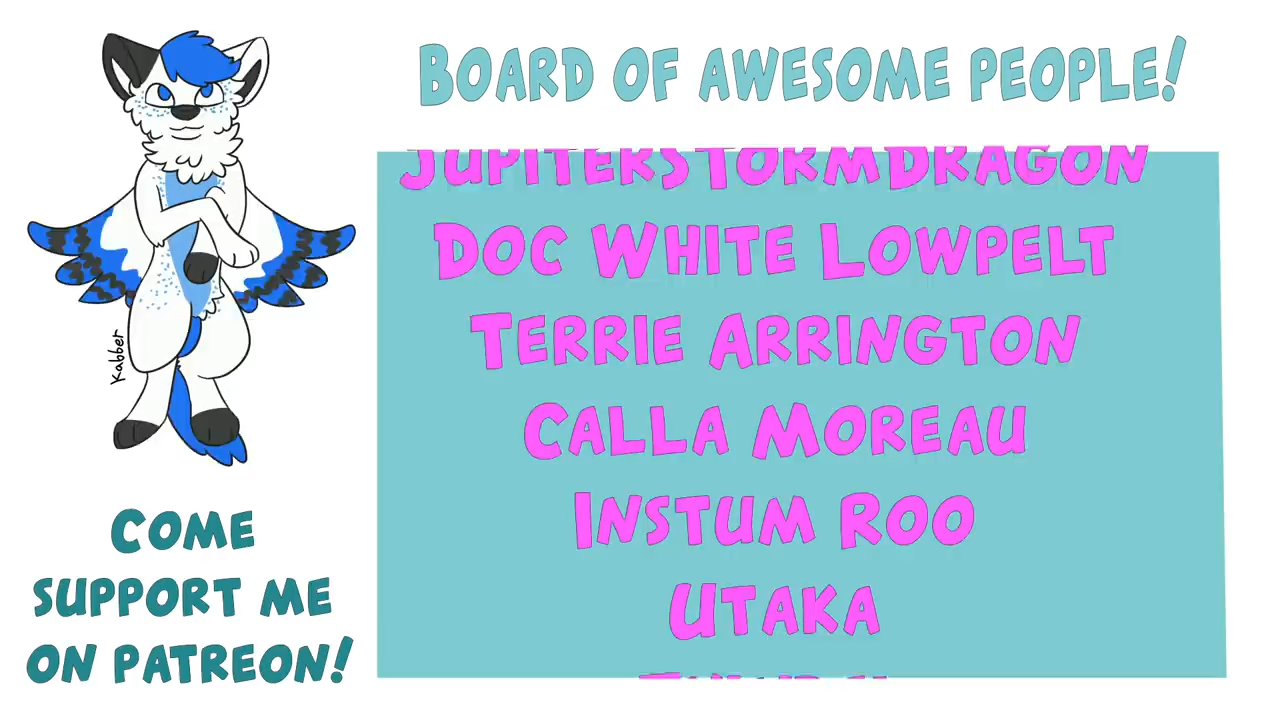 Board of awesome people!
JupiterStormDragon
Doc White Lowpelt
Terrie Arrington
Calla Moreau
Instum Roo
Utaka
Kabber
Come
support me
on patreon!